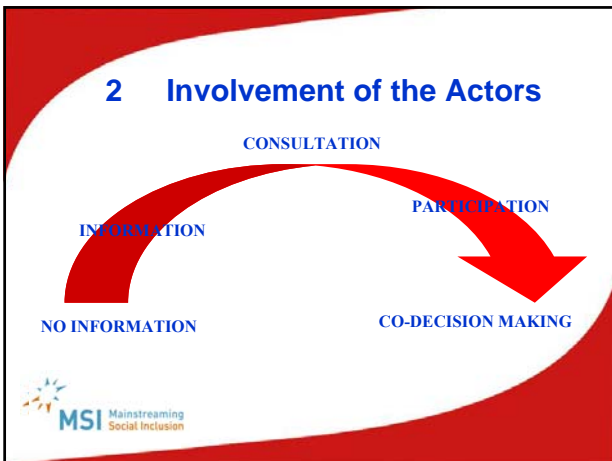 2 Involvement of the Actors
CONSULTATION
PARTICIPATION
INFORMATION
NO INFORMATION
CO-DECISION MAKING
MSI Mainstreaming
Social Inclusion